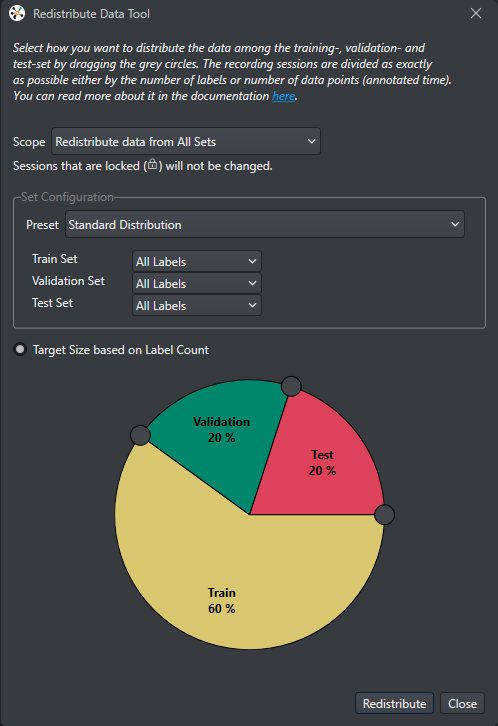 Redistribute Data Tool
Select how you want to distribute the data among the training-, validation- and
test-set by dragging the grey circles. The recording sessions are divided as exactly
as possible either by the number of labels or number of data points (annotated time).
You can read more about it in the documentation here.
Scope Redistribute data from All Sets
Sessions that are locked () will not be changed.
Set Configuration
Preset Standard Distribution
Train Set All Labels
Validation Set All Labels
Test Set All Labels
Target Size based on Label Count
Validation
20 %
Test
20 %
Train
60 %
Redistribute Close